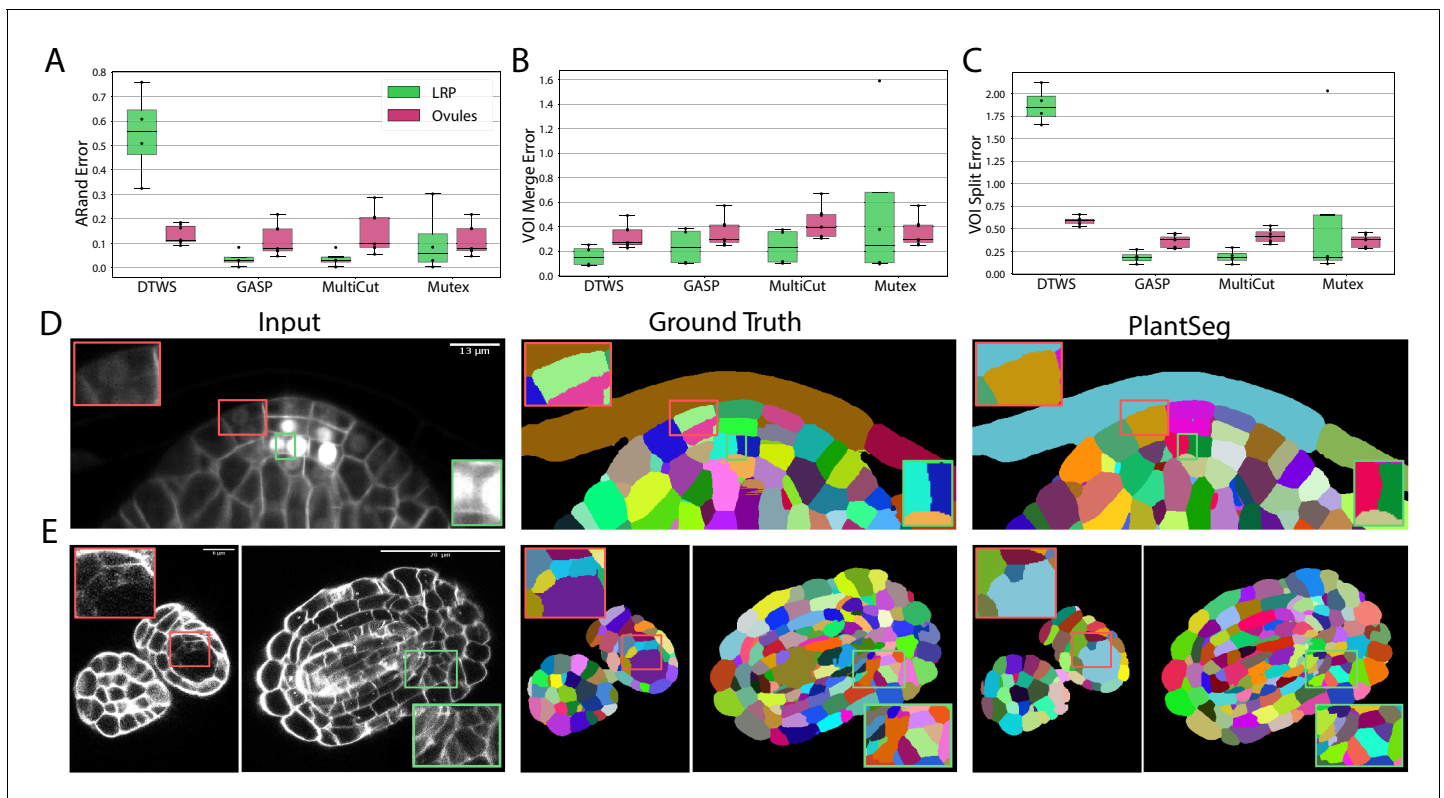 A
ARand Error
0.8
0.7
0.6
0.5
0.4
0.3
0.2
0.1
0.0
LRP
Ovules
DTWS GASP MultiCut Mutex
B
VOI Merge Error
1.6
1.4
1.2
1.0
0.8
0.6
0.4
0.2
0.0
DTWS GASP MultiCut Mutex
C
VOI Split Error
2.00
1.75
1.50
1.25
1.00
0.75
0.50
0.25
0.00
DTWS GASP MultiCut Mutex
D
Input Ground Truth PlantSeg
13 μm
E
6 μm
20 μm